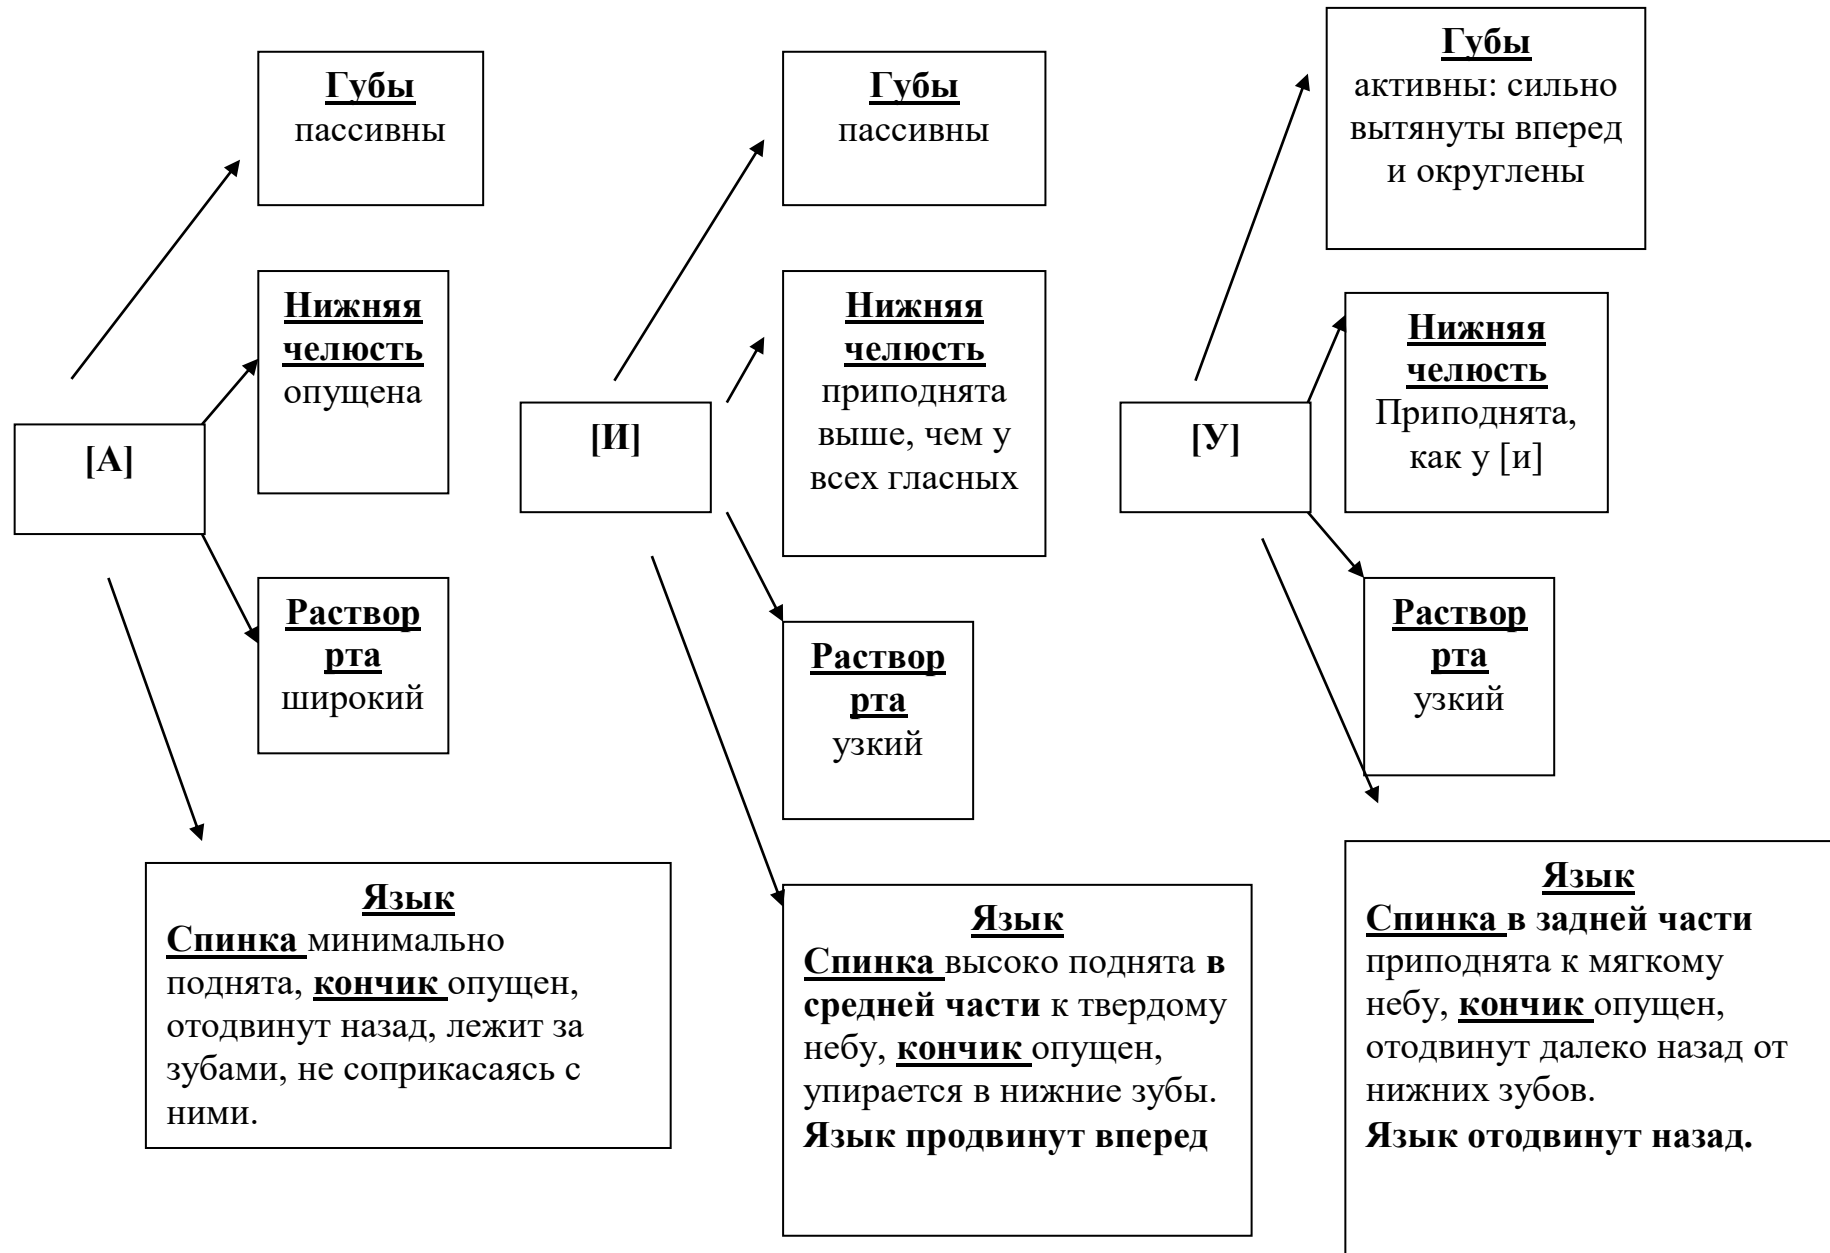 [А]
Губы
пассивны
Нижняя
челюсть
опущена
Раствор
рта
широкий
Язык
Спинка минимально
поднята, кончик опущен,
отодвинут назад, лежит за
зубами, не соприкасаясь с
ними.
[И]
Губы
пассивны
Нижняя
челюсть
приподнята
выше, чем у
всех гласных
Раствор
рта
узкий
Язык
Спинка высоко поднята в
средней части к твердому
небу, кончик опущен,
упирается в нижние зубы.
Язык продвинут вперед
[У]
Губы
активны: сильно
вытянуты вперед
и округлены
Нижняя
челюсть
Приподнята,
как у [и]
Раствор
рта
узкий
Язык
Спинка в задней части
приподнята к мягкому
небу, кончик опущен,
отодвинут далеко назад от
нижних зубов.
Язык отодвинут назад.